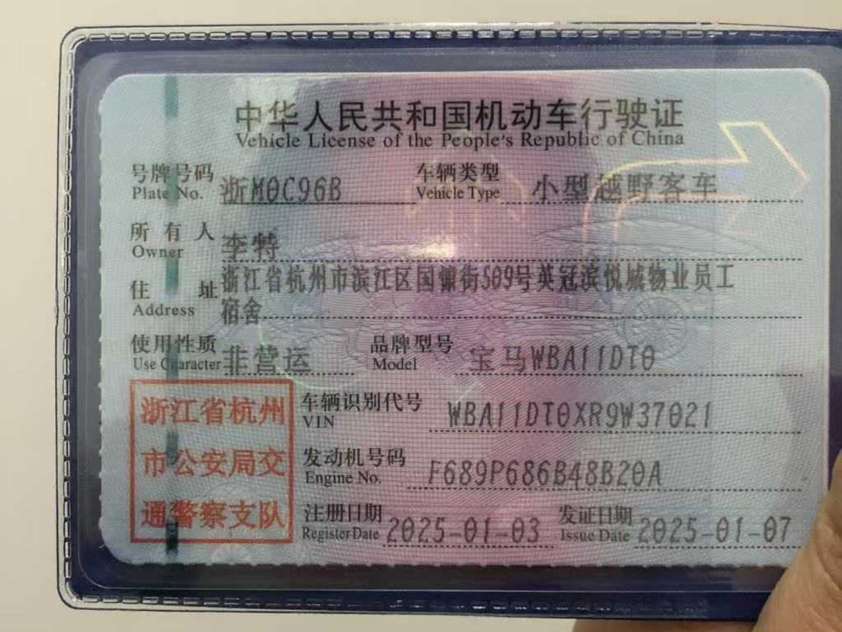 中华人民共和国机动车行驶证
Vehicle License of the People's Republic of China
号牌号码 浙M0C96B 车辆类型 小型越野客车
Plate No. Vehicle Type
所有人 李特
Owner
住址 浙江省杭州市滨江区国慷街509号英冠滨悦城物业员工
Address 宿舍
使用性质 非营运 品牌型号 宝马WBA11DT0
Use Character Model
浙江省杭州
市公安局交
通警察支队
车辆识别代号 WBA11DT0XR9W37021
VIN
发动机号码 F689P686B48B20A
Engine No.
注册日期 2025-01-03 发证日期 2025-01-07
Register Date Issue Date